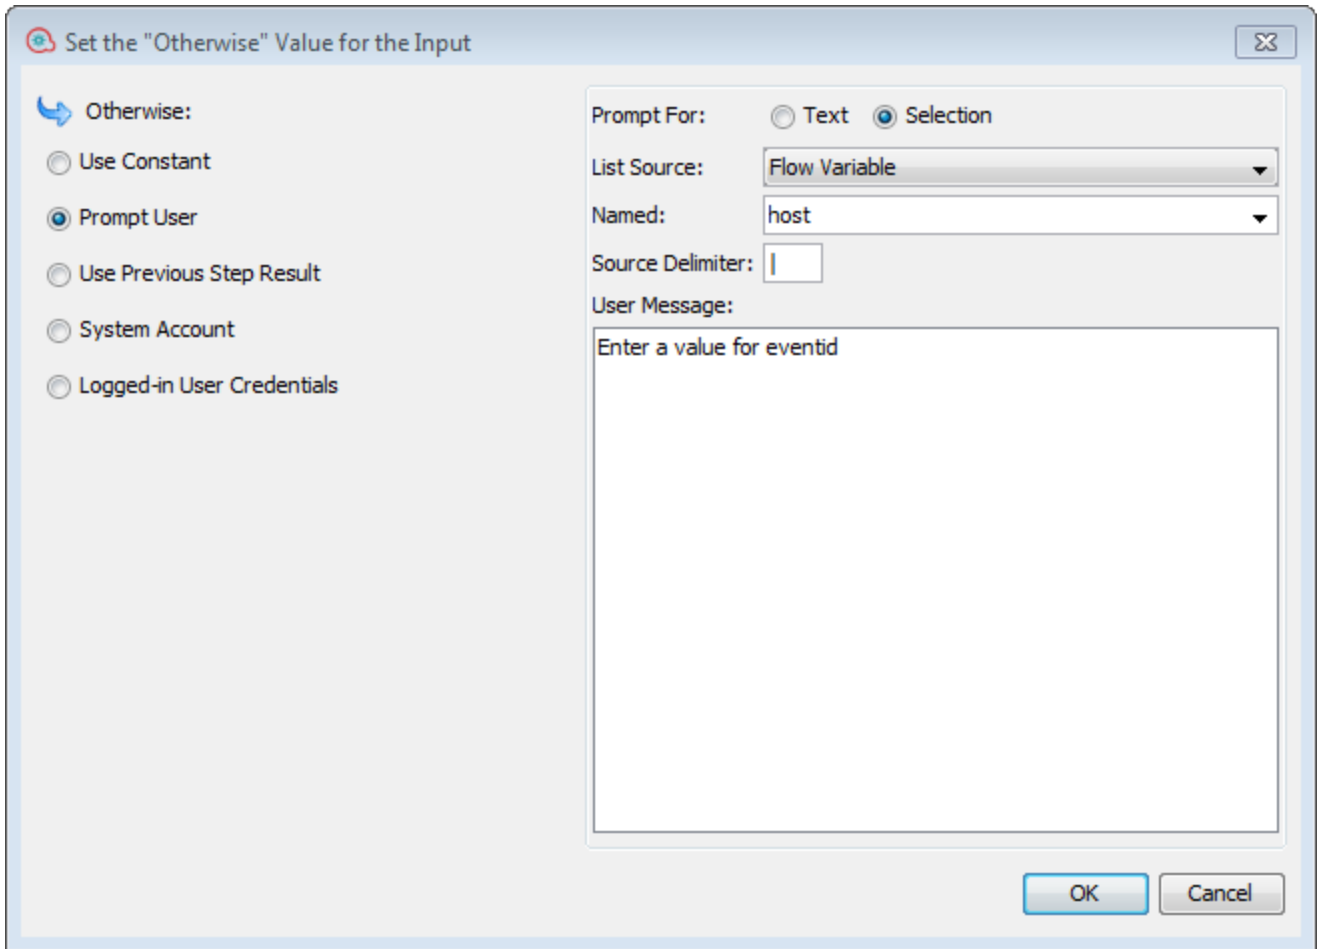 Set the "Otherwise" Value for the Input
Otherwise:
Use Constant
Prompt User
Use Previous Step Result
System Account
Logged-in User Credentials
Prompt For: Text Selection
List Source: Flow Variable
Named: host
Source Delimiter: |
User Message:
Enter a value for eventid
OK Cancel